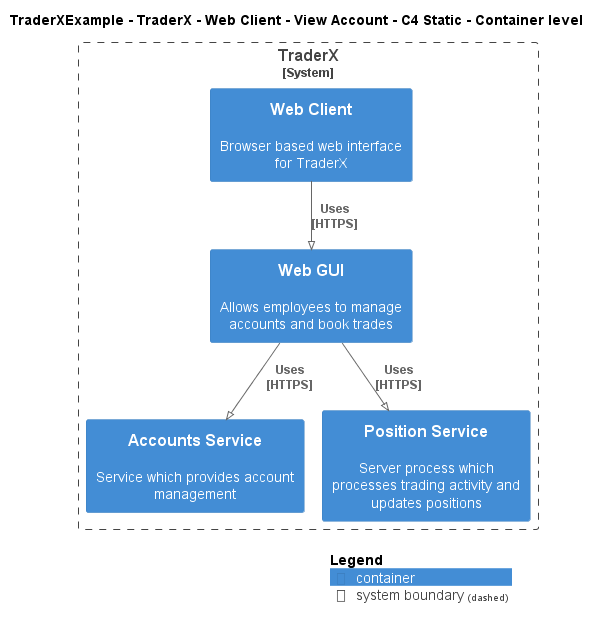 TraderXExample - TraderX - Web Client - View Account - C4 Static - Container level
TraderX
[System]
Web Client
Browser based web interface
for TraderX
Uses
[HTTPS]
Web GUI
Allows employees to manage
accounts and book trades
Uses
[HTTPS]
Uses
[HTTPS]
Accounts Service
Service which provides account
management
Position Service
Server process which
processes trading activity and
updates positions
Legend
container
system boundary (dashed)